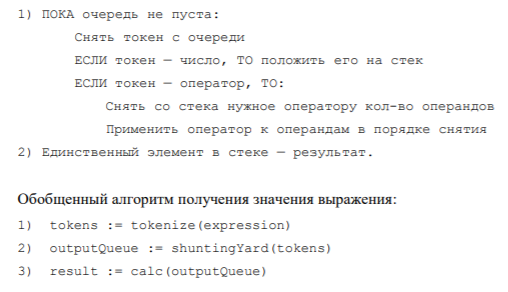 1) ПОКА очередь не пуста:
Снять токен с очереди
ЕСЛИ токен — число, ТО положить его на стек
ЕСЛИ токен — оператор, ТО:
Снять со стека нужное оператору кол-во операндов
Применить оператор к операндам в порядке снятия
2) Единственный элемент в стеке — результат.
Обобщенный алгоритм получения значения выражения:
1) tokens := tokenize(expression)
2) outputQueue := shuntingYard(tokens)
3) result := calc(outputQueue)